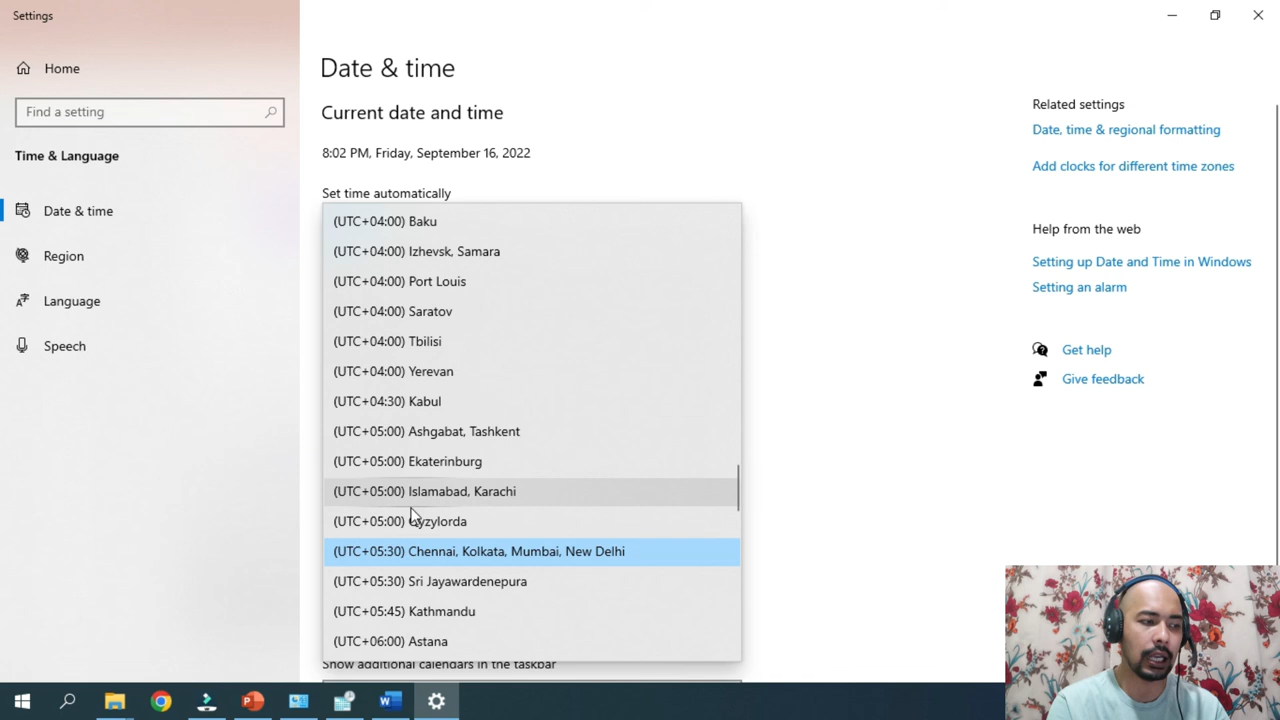 Settings
Home
Find a setting
Time & Language
Date & time
Region
Language
Speech
Date & time
Current date and time
8:02 PM, Friday, September 16, 2022
Set time automatically
(UTC+04:00) Baku
(UTC+04:00) Izhevsk, Samara
(UTC+04:00) Port Louis
(UTC+04:00) Saratov
(UTC+04:00) Tbilisi
(UTC+04:00) Yerevan
(UTC+04:30) Kabul
(UTC+05:00) Ashgabat, Tashkent
(UTC+05:00) Ekaterinburg
(UTC+05:00) Islamabad, Karachi
(UTC+05:00) Qyzylorda
(UTC+05:30) Chennai, Kolkata, Mumbai, New Delhi
(UTC+05:30) Sri Jayawardenepura
(UTC+05:45) Kathmandu
(UTC+06:00) Astana
Show additional calendars in the taskbar
Related settings
Date, time & regional formatting
Add clocks for different time zones
Help from the web
Setting up Date and Time in Windows
Setting an alarm
Get help
Give feedback